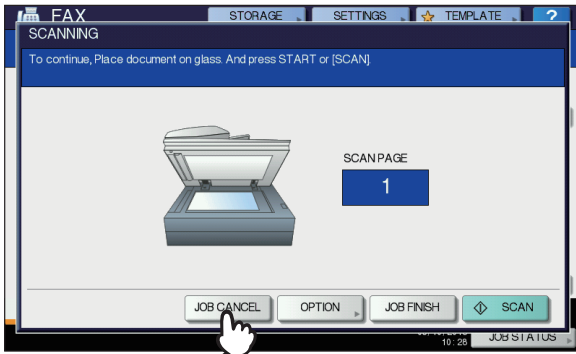 FAX
STORAGE
SETTINGS
TEMPLATE
?
SCANNING
To continue, Place document on glass. And press START or [SCAN].
SCAN PAGE
1
JOB CANCEL
OPTION
JOB FINISH
SCAN
10: 28
JOB STATUS